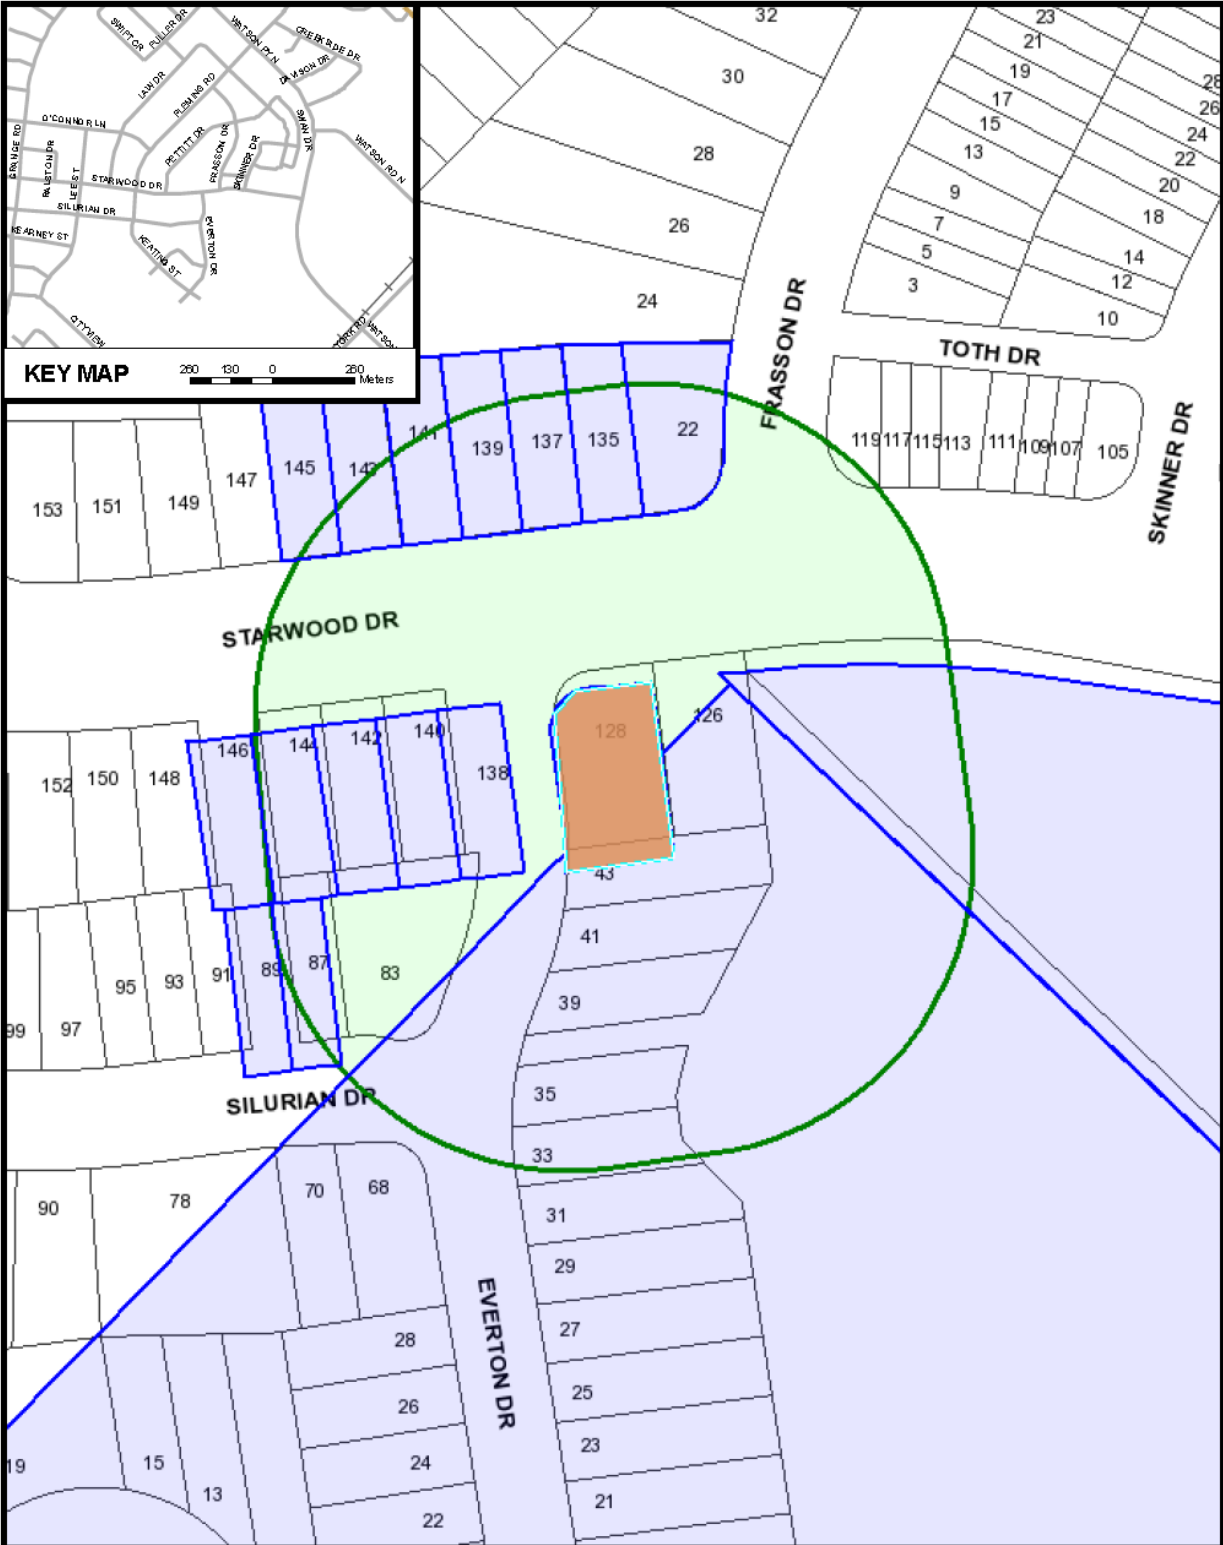 SWIFT CR
FULLER DR
WATSON PY N
CREEKSIDE DR
DAVISON DR
LAW DR
FLEMING RD
O'CONNOR LN
GRANGE RD
RALSTON DR
LEE ST
STARWOOD DR
PETTITT DR
FRASSON DR
SKINNER DR
SWAN DR
WATSON RD N
SILURIAN DR
KEARNEY ST
KEATING ST
EVERTON DR
CITYVIEW
YORK RD
WATSON
KEY MAP
260 130 0 260
Meters
32
30
28
26
24
23
21
19
17
15
13
9
7
5
3
28
26
24
22
20
18
14
12
10
FRASSON DR
TOTH DR
SKINNER DR
119 117 115 113 111 109 107 105
153 151 149 147 145 143 141 139 137 135 22
STARWOOD DR
152 150 148 146 144 142 140 138 128 126
43
41
39
35
33
31
29
27
25
23
21
99 97 95 93 91 89 87 83
SILURIAN DR
90 78 70 68
EVERTON DR
28
26
24
22
19 15 13